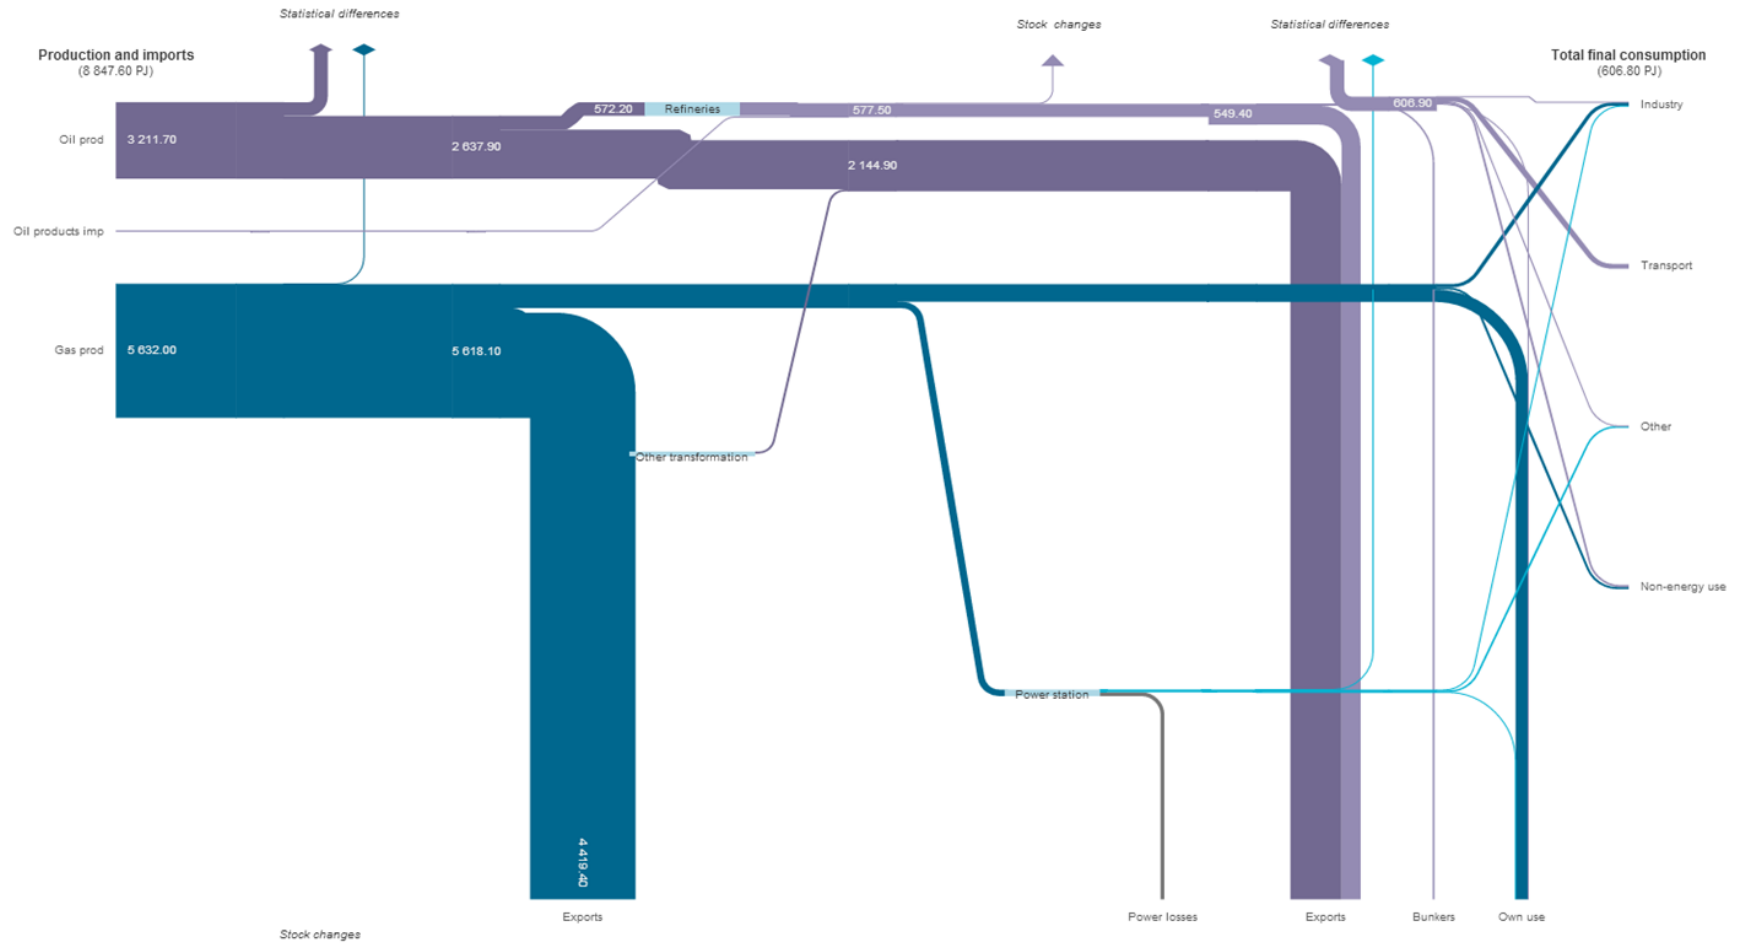 Statistical differences
Stock  changes
Statistical differences
Production and imports
(8 847.60 PJ)
Total final consumption
(606.80 PJ)
572.20
Refineries
577.50
549.40
606.90
Industry
Oil prod
3 211.70
2 637.90
2 144.90
Oil products imp
Transport
Gas prod
5 632.00
5 618.10
Other
Other transformation
Non-energy use
Power station
4 419.40
Exports
Power losses
Exports
Bunkers
Own use
Stock changes